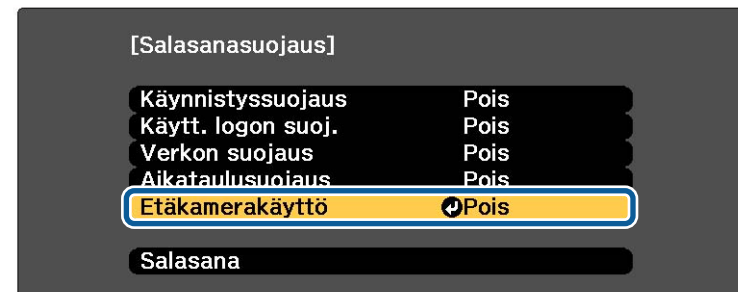 [Salasanasuojaus]
Käynnistyssuojaus Pois
Käytt. logon suoj. Pois
Verkon suojaus Pois
Aikataulusuojaus Pois
Etäkamerakäyttö Pois
Salasana